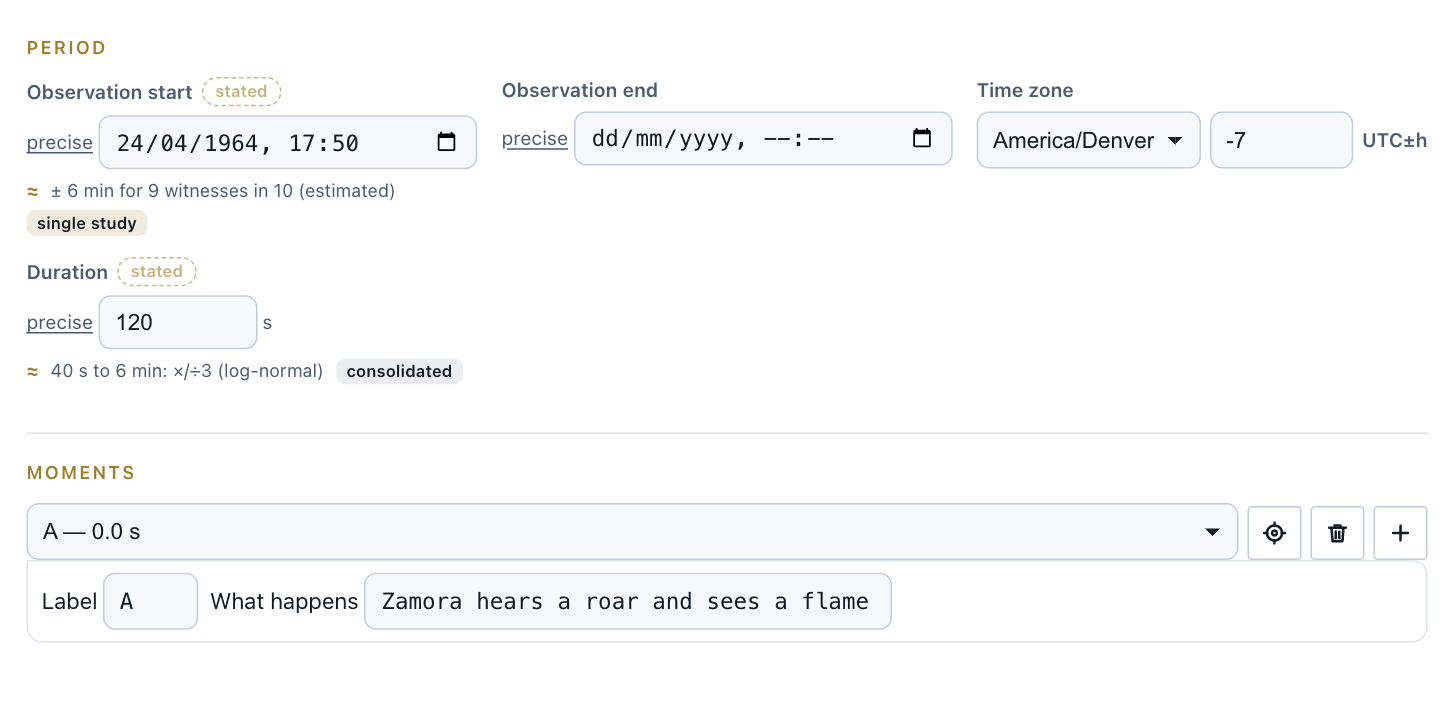 PERIOD
Observation start stated
precise 24/04/1964, 17:50
≈ ± 6 min for 9 witnesses in 10 (estimated)
single study
Observation end
precise dd/mm/yyyy, --:--
Time zone
America/Denver -7 UTC±h
Duration stated
precise 120 s
≈ 40 s to 6 min: ×/÷3 (log-normal) consolidated
MOMENTS
A — 0.0 s
Label A What happens Zamora hears a roar and sees a flame